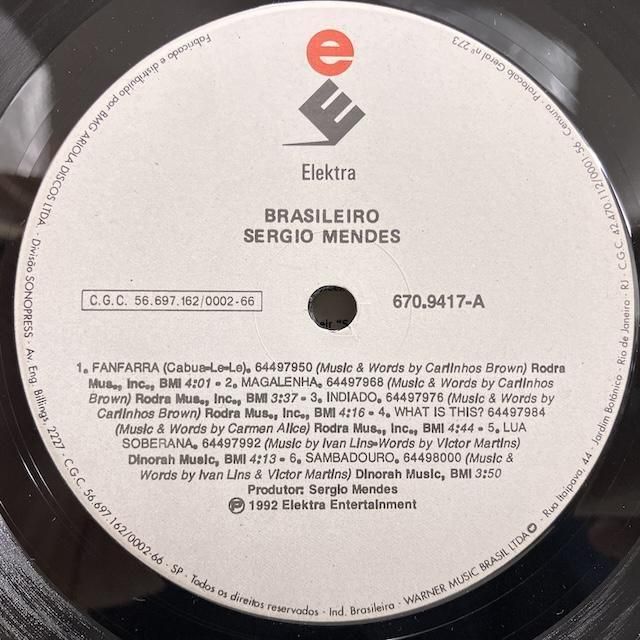 e
Elektra
BRASILEIRO
SERGIO MENDES
C.G.C. 56.697.162/0002-66
670.9417-A
1. FANFARRA (Cabua-Le-Le). 64497950 (Music & Words by Carlinhos Brown) Rodra
Mus., Inc., BMI 4:01 - 2. MAGALENHA. 64497968 (Music & Words by Carlinhos
Brown) Rodra Mus., Inc., BMI 3:37 - 3. INDIADO. 64497976 (Music & Words by
Carlinhos Brown) Rodra Mus., Inc., BMI 4:16 - 4. WHAT IS THIS? 64497984
(Music & Words by Carmen Alice) Rodra Mus., Inc., BMI 4:44 - 5. LUA
SOBERANA. 64497992 (Music by Ivan Lins-Words by Victor Martins)
Dinorah Music, BMI 4:13 - 6. SAMBADOURO. 64498000 (Music &
Words by Ivan Lins & Victor Martins) Dinorah Music, BMI 3:50
Produtor: Sergio Mendes
℗ 1992 Elektra Entertainment
Fabricado e distribuído por BMG ARIOLA DISCOS LTDA. - Divisão SONOPRESS - Av. Eng. Billings, 2227 - C.G.C. 56.697.162/0002-66 - SP - Todos os direitos reservados - Ind. Brasileira - WARNER MUSIC BRASIL LTDA - Rua Itaipava, 44 - Jardim Botânico - Rio de Janeiro - RJ - C.G.C. 42.470.112/0001-56 - Censura - Protocolo Geral nº 273